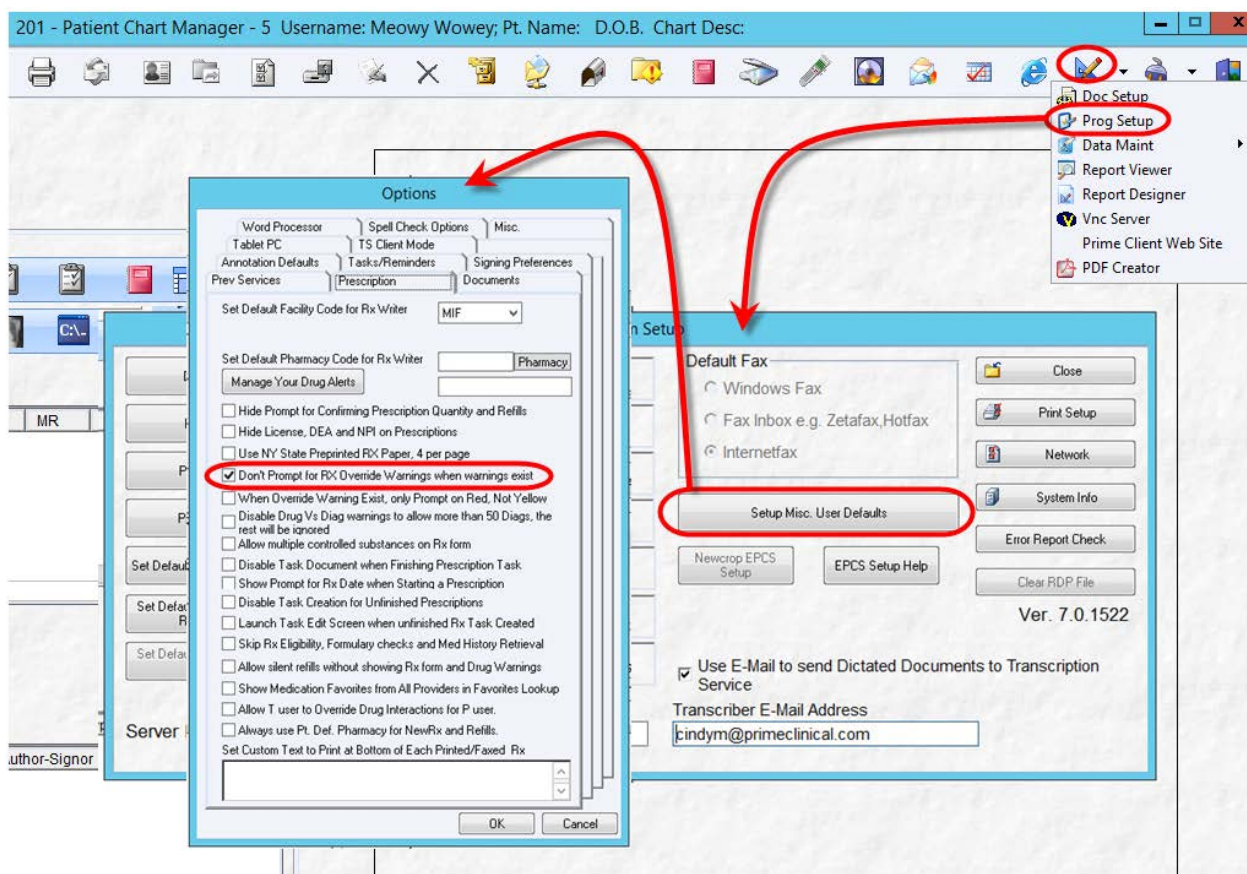 201 - Patient Chart Manager - 5 Username: Meowy Wowey; Pt. Name: D.O.B. Chart Desc:
Doc Setup
Prog Setup
Data Maint
Report Viewer
Report Designer
Vnc Server
Prime Client Web Site
PDF Creator
Options
Word Processor
Spell Check Options
Misc.
Tablet PC
TS Client Mode
Annotation Defaults
Tasks/Reminders
Signing Preferences
Prev Services
Prescription
Documents
Set Default Facility Code for Rx Writer
MIF
Set Default Pharmacy Code for Rx Writer
Pharmacy
Manage Your Drug Alerts
Hide Prompt for Confirming Prescription Quantity and Refills
Hide License, DEA and NPI on Prescriptions
Use NY State Preprinted RX Paper, 4 per page
Don't Prompt for RX Override Warnings when warnings exist
When Override Warning Exist, only Prompt on Red, Not Yellow
Disable Drug Vs Diag warnings to allow more than 50 Diags, the
rest will be ignored
Allow multiple controlled substances on Rx form
Disable Task Document when Finishing Prescription Task
Show Prompt for Rx Date when Starting a Prescription
Disable Task Creation for Unfinished Prescriptions
Launch Task Edit Screen when unfinished Rx Task Created
Skip Rx Eligibility, Formulary checks and Med History Retrieval
Allow silent refills without showing Rx form and Drug Warnings
Show Medication Favorites from All Providers in Favorites Lookup
Allow T user to Override Drug Interactions for P user.
Always use Pt. Def. Pharmacy for NewRx and Refills.
Set Custom Text to Print at Bottom of Each Printed/Faxed Rx
OK
Cancel
C:\_
MR
Set Defau
Set Defa
Set Defau
Server
uthor-Signor
n Setup
Default Fax
Windows Fax
Fax Inbox e.g. Zetafax,Hotfax
Internetfax
Setup Misc. User Defaults
Newcrop EPCS
Setup
EPCS Setup Help
Close
Print Setup
Network
System Info
Error Report Check
Clear RDP File
Ver. 7.0.1522
Use E-Mail to send Dictated Documents to Transcription
Service
Transcriber E-Mail Address
cindym@primeclinical.com